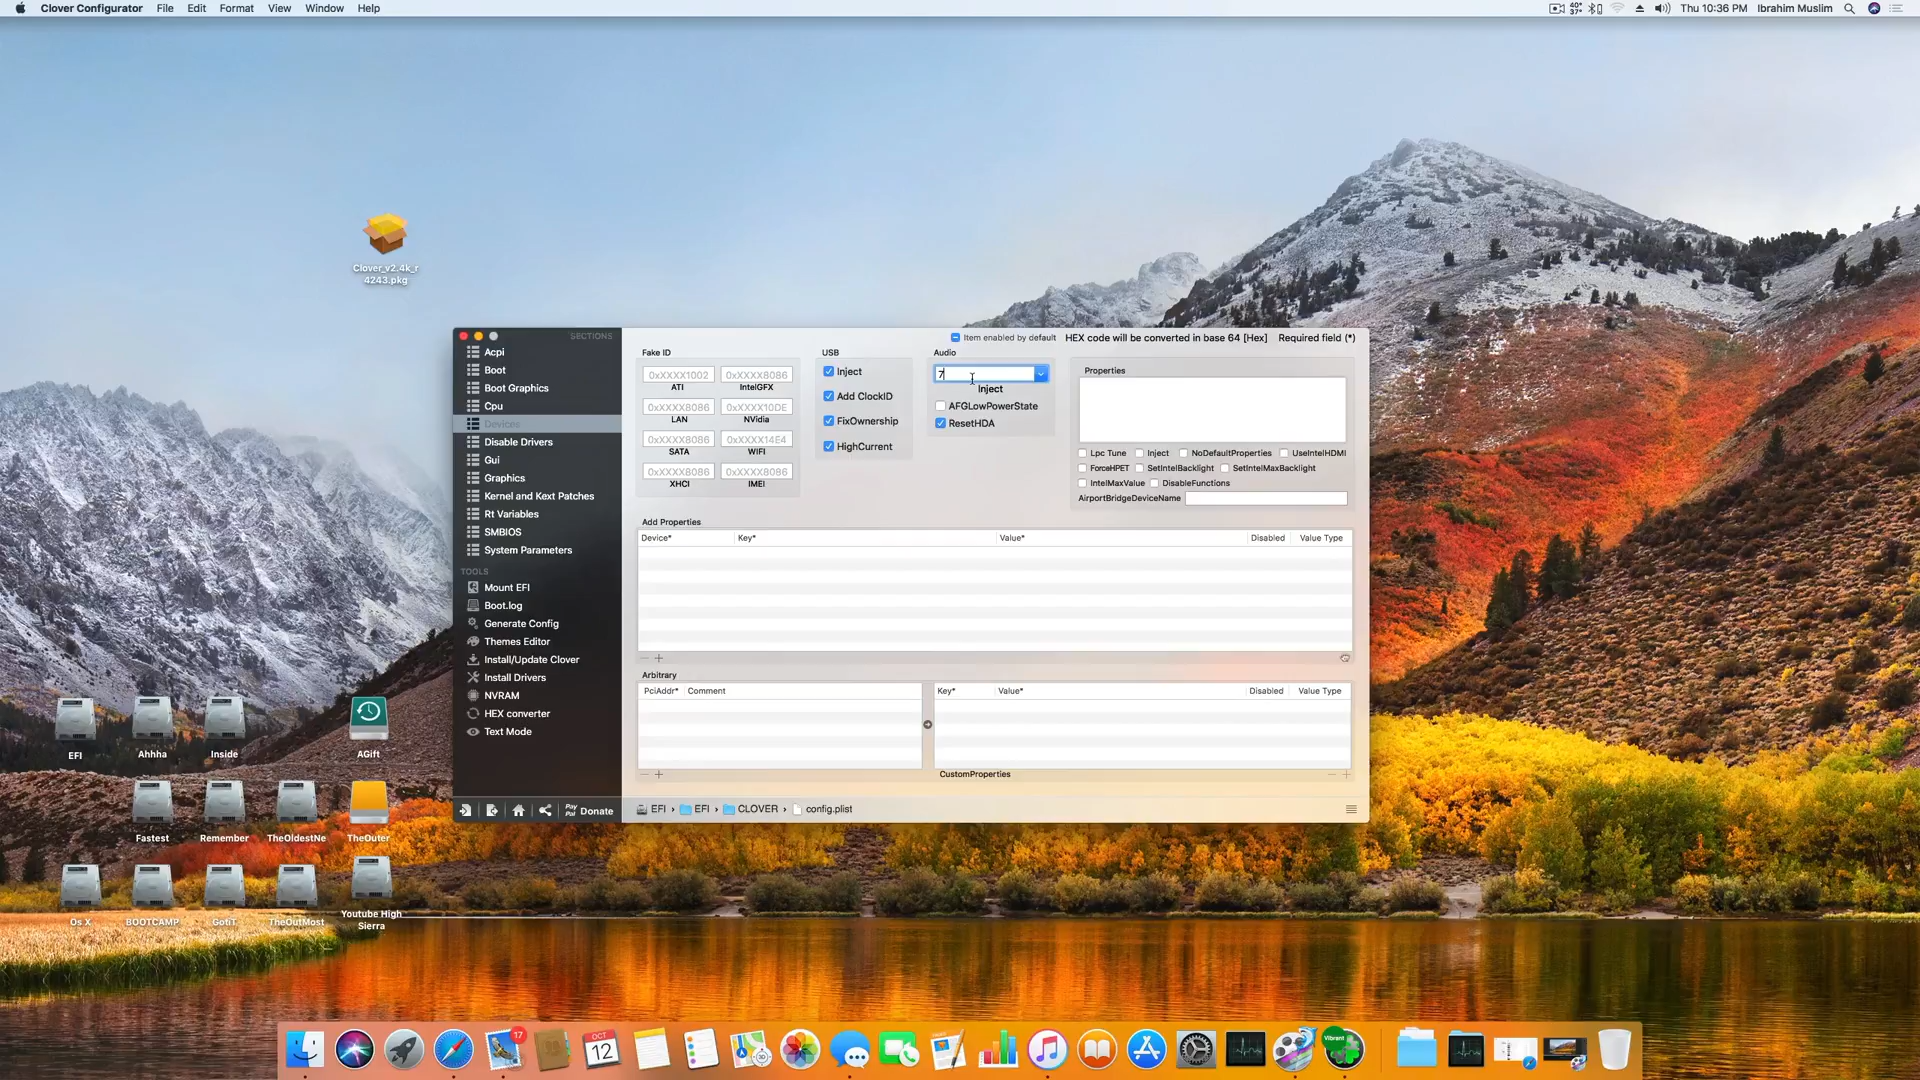 Clover Configurator File Edit Format View Window Help
40° 37° Thu 10:36 PM Ibrahim Muslim
Clover_v2.4k_r
4243.pkg
SECTIONS
Acpi
Boot
Boot Graphics
Cpu
Devices
Disable Drivers
Gui
Graphics
Kernel and Kext Patches
Rt Variables
SMBIOS
System Parameters
TOOLS
Mount EFI
Boot.log
Generate Config
Themes Editor
Install/Update Clover
Install Drivers
NVRAM
HEX converter
Text Mode
Pay Pal Donate
Item enabled by default HEX code will be converted in base 64 [Hex] Required field (*)
Fake ID
0xXXXX1002 0xXXXX8086
ATI IntelGFX
0xXXXX8086 0xXXXX10DE
LAN NVidia
0xXXXX8086 0xXXXX14E4
SATA WIFI
0xXXXX8086 0xXXXX8086
XHCI IMEI
USB
Inject
Add ClockID
FixOwnership
HighCurrent
Audio
7
Inject
AFGLowPowerState
ResetHDA
Properties
Lpc Tune Inject NoDefaultProperties UseIntelHDMI
ForceHPET SetIntelBacklight SetIntelMaxBacklight
IntelMaxValue DisableFunctions
AirportBridgeDeviceName
Add Properties
Device* Key* Value* Disabled Value Type
Arbitrary
PciAddr* Comment
Key* Value* Disabled Value Type
CustomProperties
EFI › EFI › CLOVER › config.plist
EFI Ahhha Inside AGift
Fastest Remember TheOldestNe TheOuter
Os X BOOTCAMP GotiT TheOutMost Youtube High
Sierra
17
OCT
12
3D
Vibrant